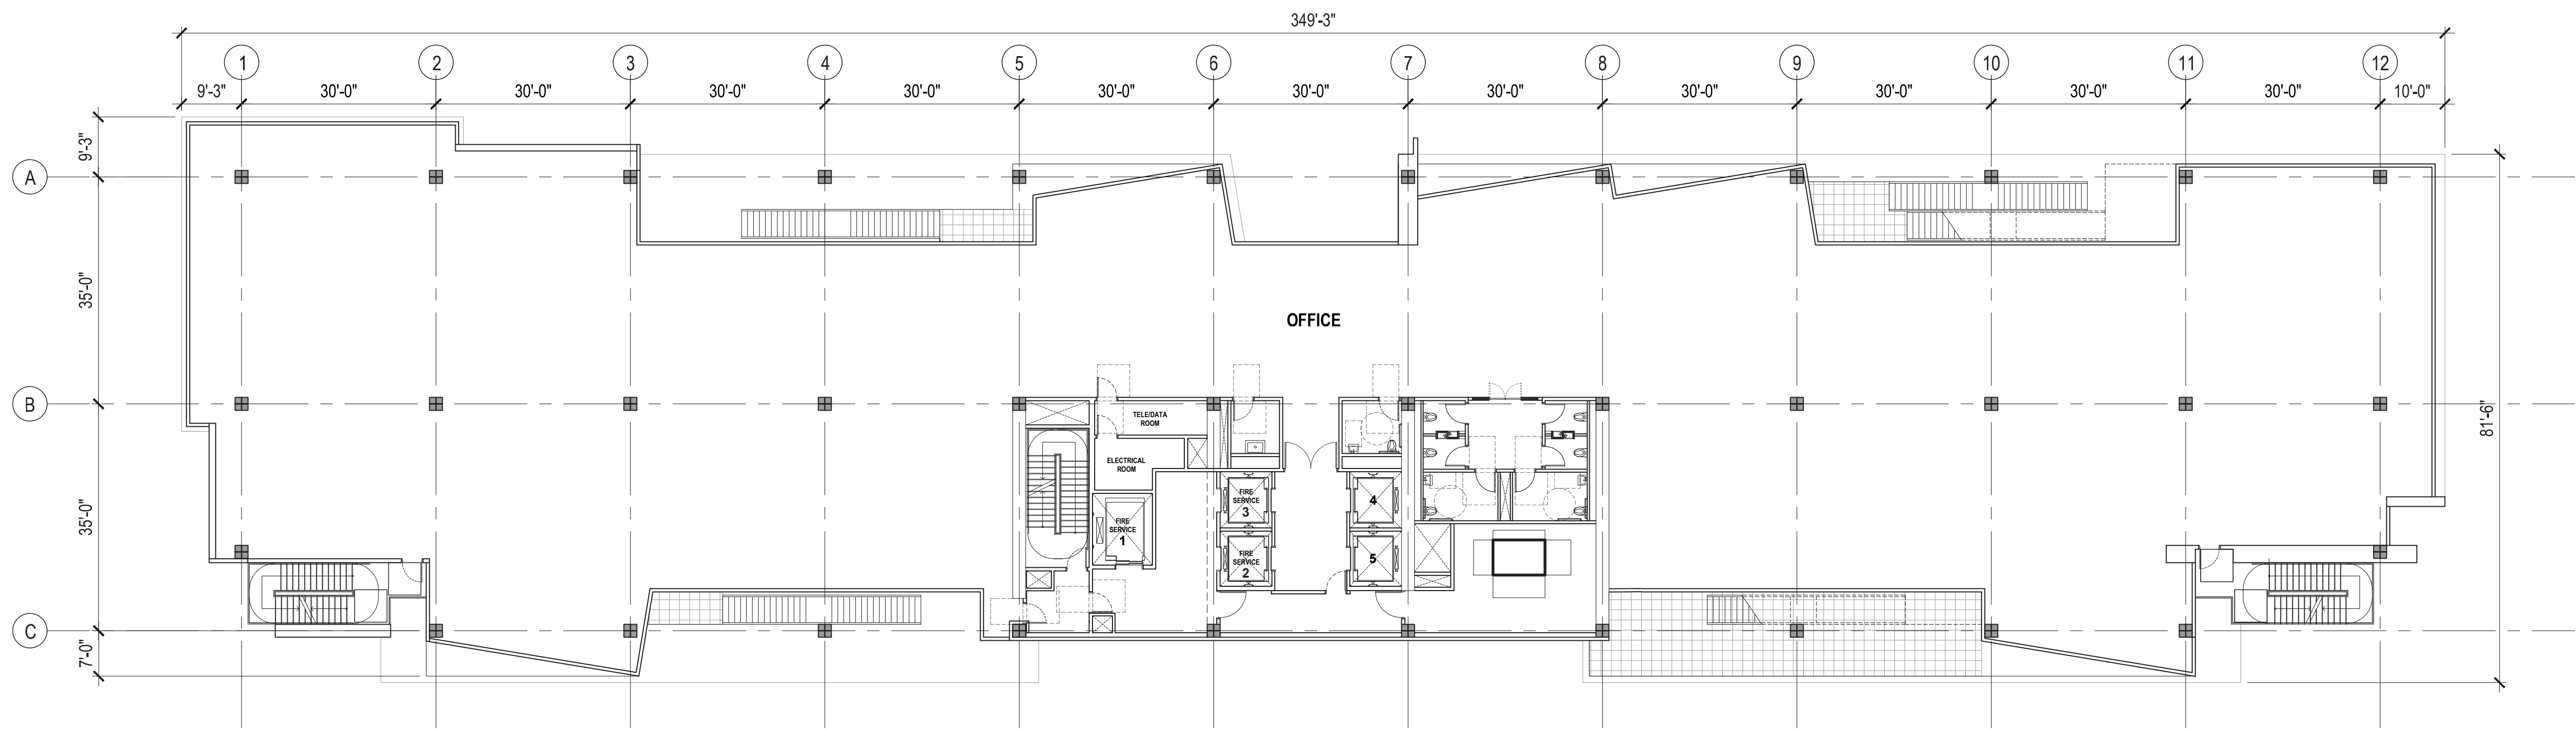 349'-3"
1 2 3 4 5 6 7 8 9 10 11 12
9'-3" 30'-0" 30'-0" 30'-0" 30'-0" 30'-0" 30'-0" 30'-0" 30'-0" 30'-0" 30'-0" 30'-0" 10'-0"
9'-3"
A
35'-0"
OFFICE
B
TELE/DATA
ROOM
81'-6"
ELECTRICAL
ROOM
35'-0"
FIRE
SERVICE
3
4
FIRE
SERVICE
1
FIRE
SERVICE
2
5
C
7'-0"